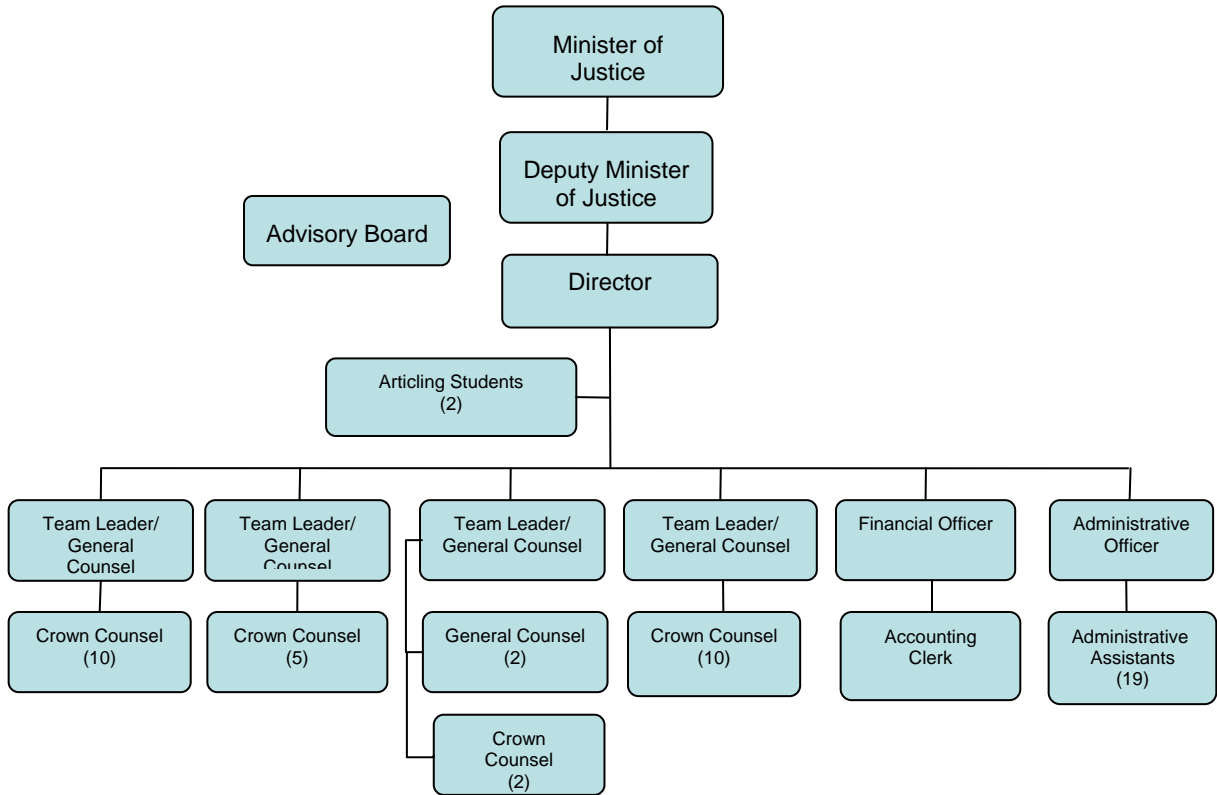 Minister of
Justice
Deputy Minister
of Justice
Advisory Board
Director
Articling Students
(2)
Team Leader/
General
Counsel
Team Leader/
General
Counsel
Team Leader/
General Counsel
Team Leader/
General Counsel
Financial Officer
Administrative
Officer
Crown Counsel
(10)
Crown Counsel
(5)
General Counsel
(2)
Crown Counsel
(10)
Accounting
Clerk
Administrative
Assistants
(19)
Crown
Counsel
(2)